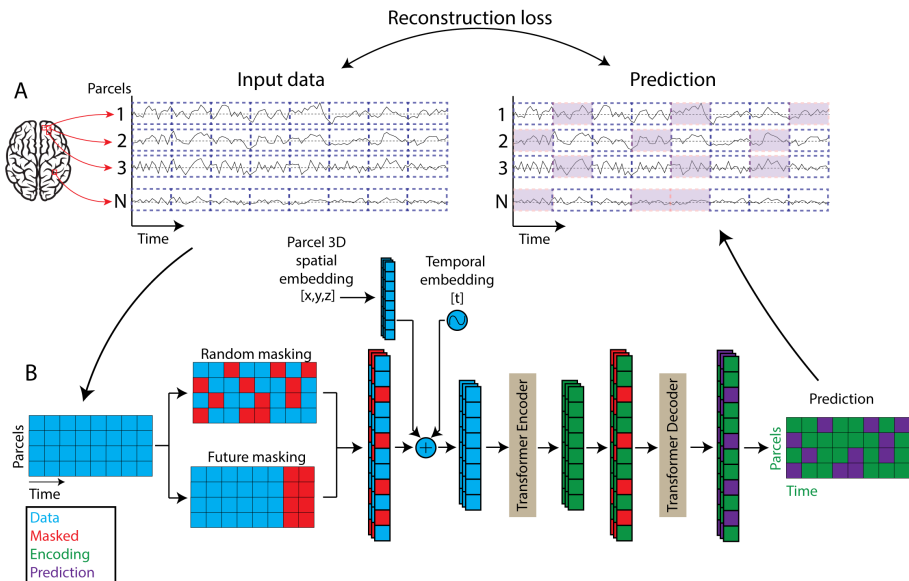 Reconstruction loss
A
Parcels
Input data
Prediction
1
2
3
N
Time
1
2
3
N
Time
Parcel 3D
spatial
embedding
[x,y,z]
Temporal
embedding
[t]
B
Random masking
Future masking
Parcels
Time
+
Transformer Encoder
Transformer Decoder
Prediction
Parcels
Time
Data
Masked
Encoding
Prediction